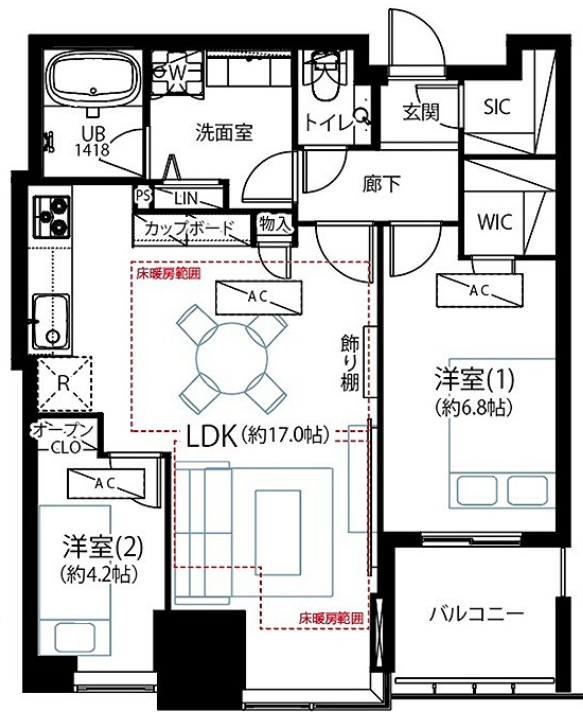 W
UB
1418
洗面室
トイレ
玄関
SIC
廊下
WIC
PS
LIN
カップボード
物入
床暖房範囲
AC
AC
飾り棚
R
洋室(1)
(約6.8帖)
LDK(約17.0帖)
オープン
CLO
AC
洋室(2)
(約4.2帖)
バルコニー
床暖房範囲